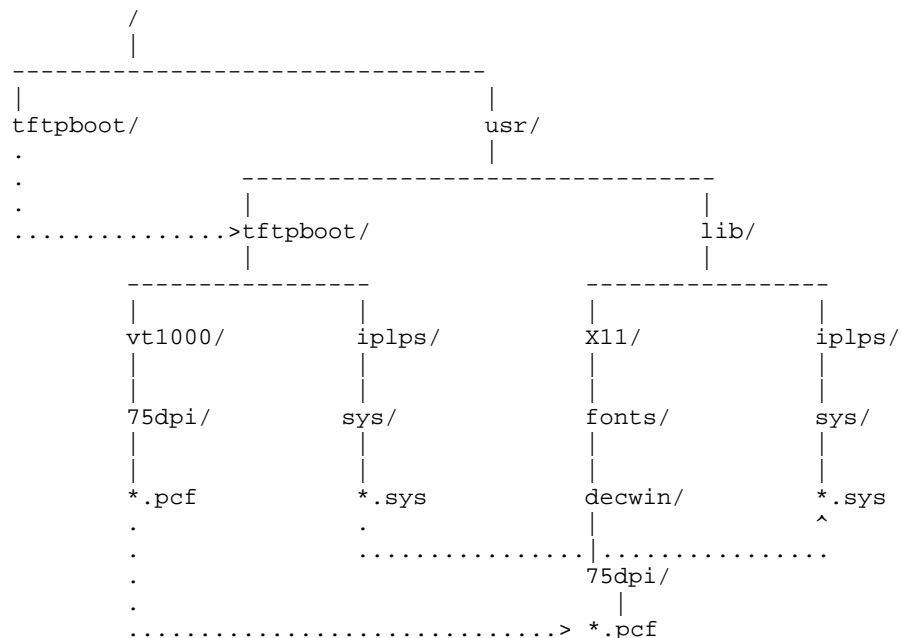 /
|
---------------------------------
|                                |
tftpboot/                        usr/
.                                |
.               ---------------------------------
.               |                               |
...............>tftpboot/                       lib/
                |                               |
        -----------------               -----------------
        |               |               |               |
vt1000/         iplps/          X11/            iplps/
        |               |               |               |
        |               |               |               |
75dpi/         sys/             fonts/          sys/
        |               |               |               |
        |               |               |               |
*.pcf           *.sys           decwin/         *.sys
        .               .               |               ^
        .               ................|................
        .                               75dpi/
        .                                 |
        ..............................> *.pcf